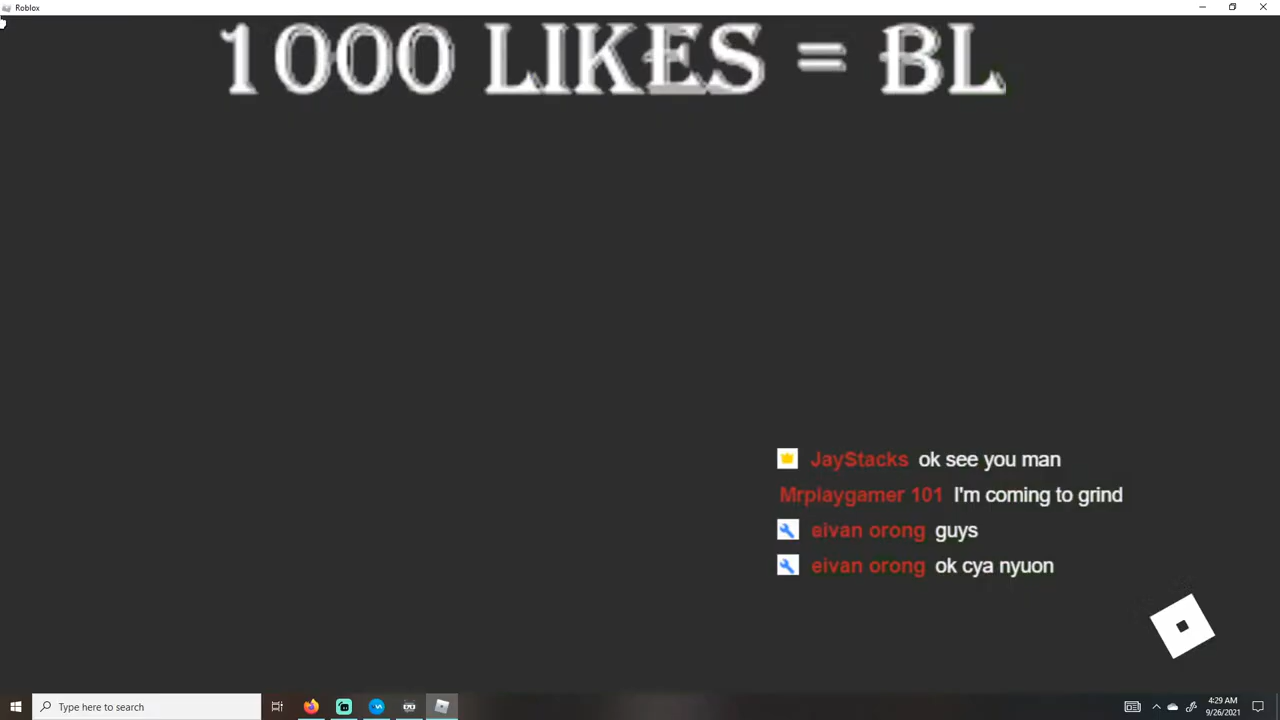 Roblox
1000 LIKES = BL
JayStacks ok see you man
Mrplaygamer 101 I'm coming to grind
eivan orong guys
eivan orong ok cya nyuon
Type here to search
4:29 AM
9/26/2021